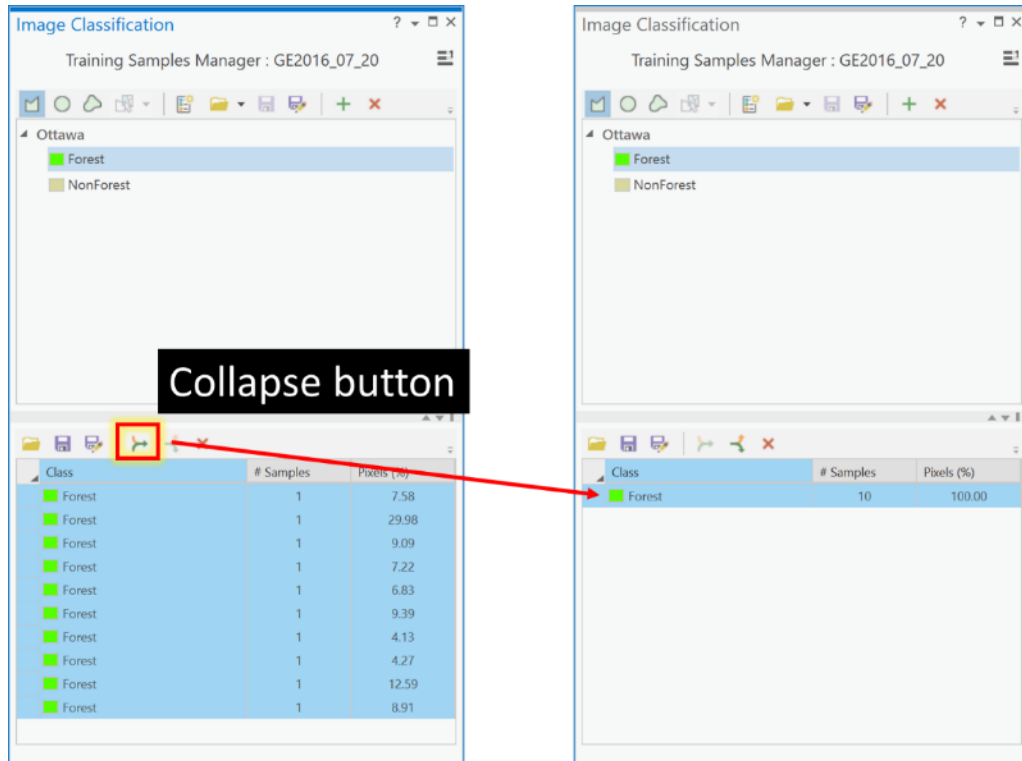 Image Classification
Training Samples Manager : GE2016_07_20
Ottawa
Forest
NonForest
Collapse button
Class # Samples Pixels (%)
Forest 1 7.58
Forest 1 29.98
Forest 1 9.09
Forest 1 7.22
Forest 1 6.83
Forest 1 9.39
Forest 1 4.13
Forest 1 4.27
Forest 1 12.59
Forest 1 8.91
Image Classification
Training Samples Manager : GE2016_07_20
Ottawa
Forest
NonForest
Class # Samples Pixels (%)
Forest 10 100.00